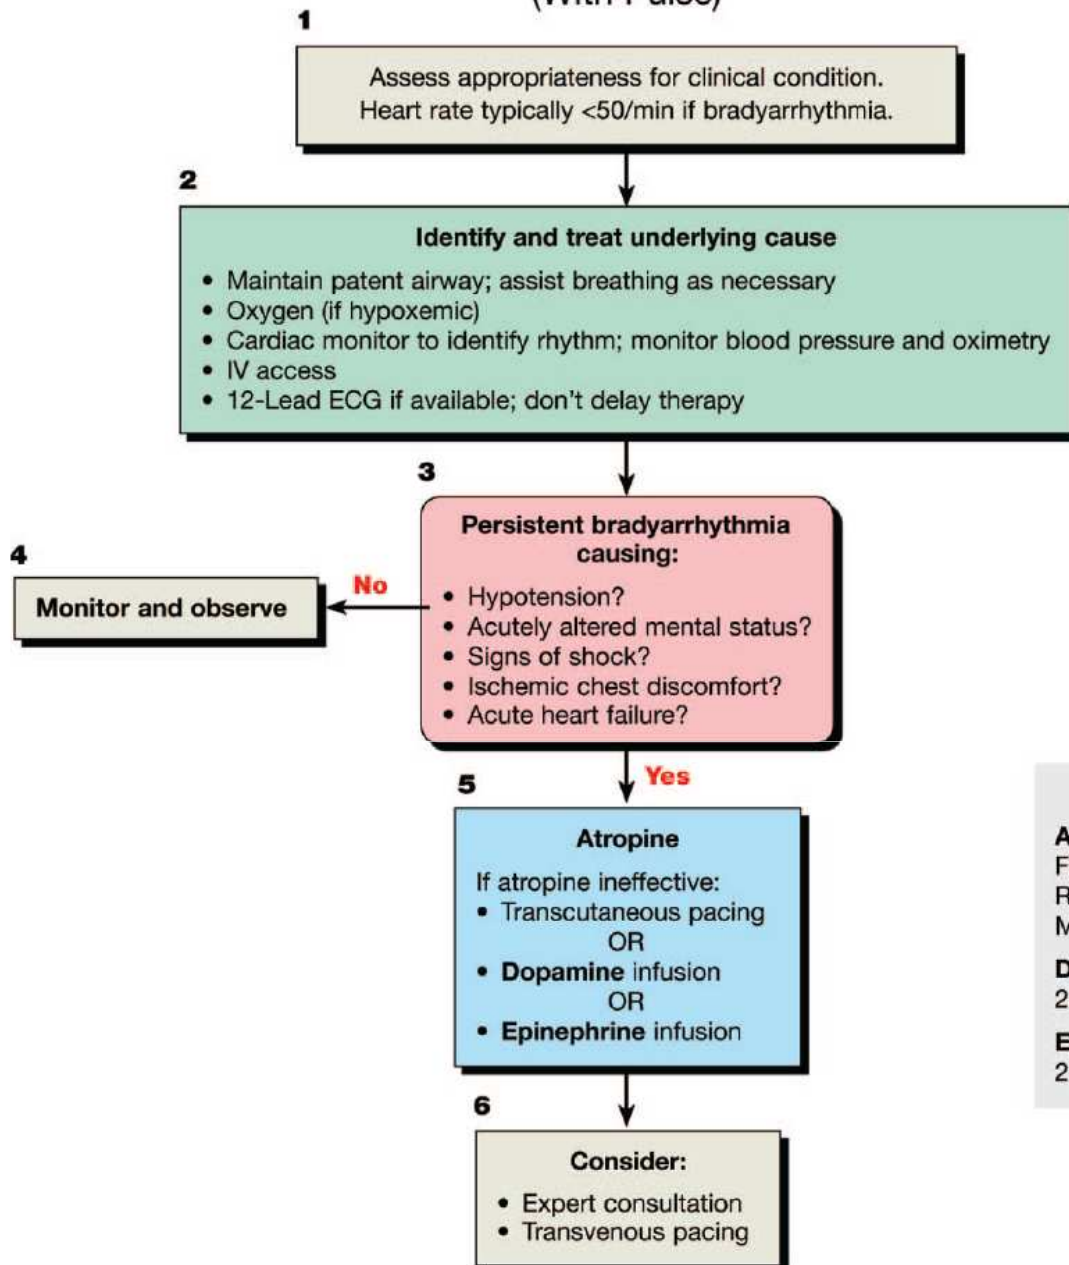 (With Pulse)
1
Assess appropriateness for clinical condition.
Heart rate typically <50/min if bradyarrhythmia.
2
Identify and treat underlying cause
• Maintain patent airway; assist breathing as necessary
• Oxygen (if hypoxemic)
• Cardiac monitor to identify rhythm; monitor blood pressure and oximetry
• IV access
• 12-Lead ECG if available; don't delay therapy
3
Persistent bradyarrhythmia
causing:
• Hypotension?
• Acutely altered mental status?
• Signs of shock?
• Ischemic chest discomfort?
• Acute heart failure?
4
No
Monitor and observe
Yes
5
Atropine
If atropine ineffective:
• Transcutaneous pacing
OR
• Dopamine infusion
OR
• Epinephrine infusion
A
F
R
M
D
2
E
2
6
Consider:
• Expert consultation
• Transvenous pacing